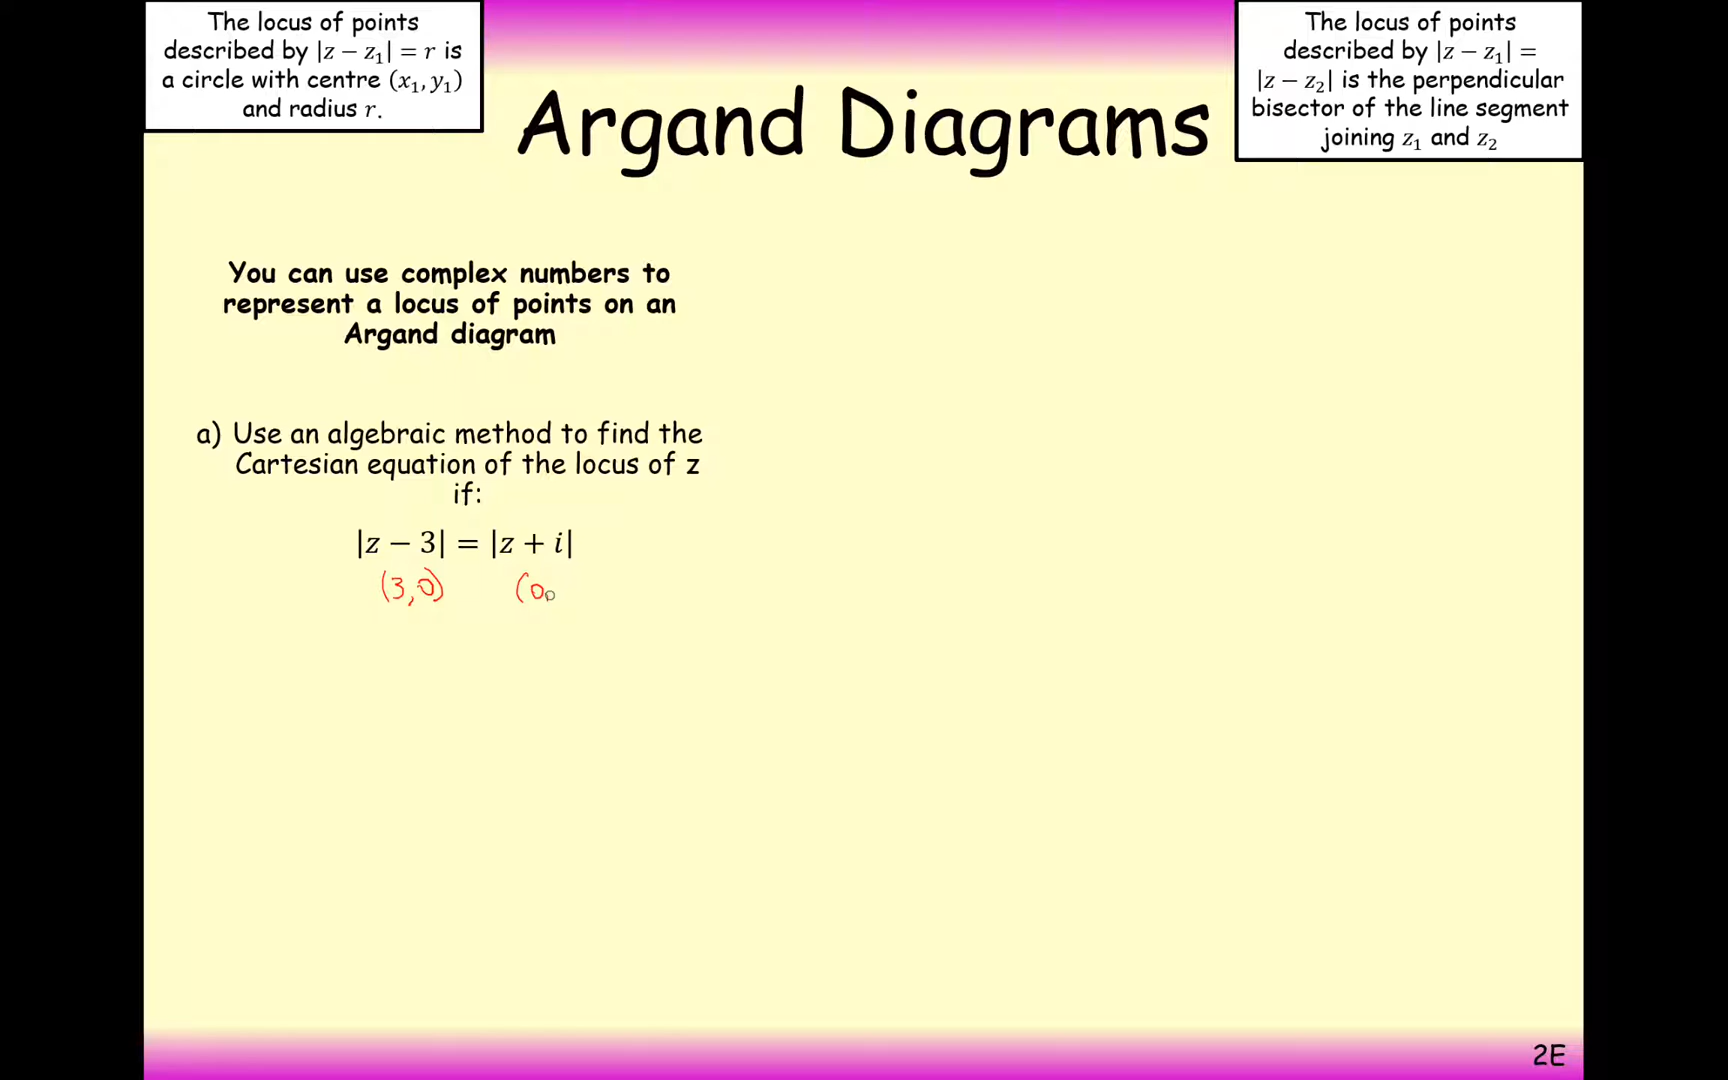 The locus of points
described by |z − z₁| = r is
a circle with centre (x₁, y₁)
and radius r.
Argand Diagrams
The locus of points
described by |z − z₁| =
|z − z₂| is the perpendicular
bisector of the line segment
joining z₁ and z₂
You can use complex numbers to
represent a locus of points on an
Argand diagram
a) Use an algebraic method to find the
Cartesian equation of the locus of z
if:
|z − 3| = |z + i|
(3,0) (0,
2E